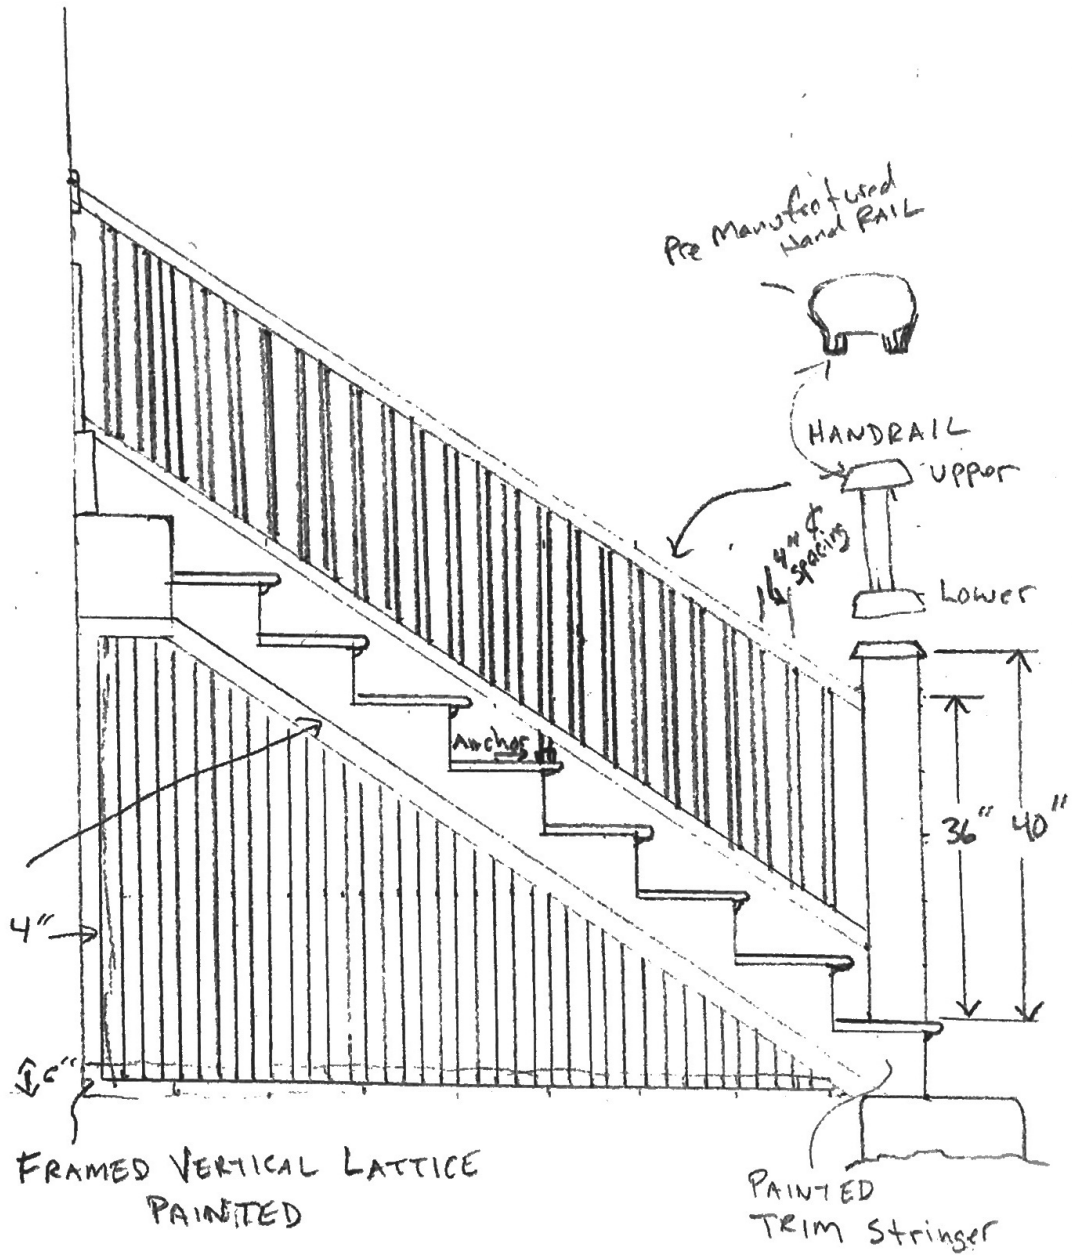 Pre Manufactured
Hand RAIL
HANDRAIL
upper
4" ¢
spacing
Lower
Anchor
36" 40"
4"
6"
FRAMED VERTICAL LATTICE
PAINTED
PAINTED
TRIM Stringer